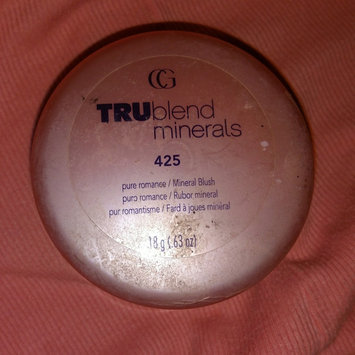 CG
TRUblend
minerals
425
pure romance / Mineral Blush
puro romance / Rubor mineral
pur romantisme / Fard à joues minéral
18 g (.63 oz)